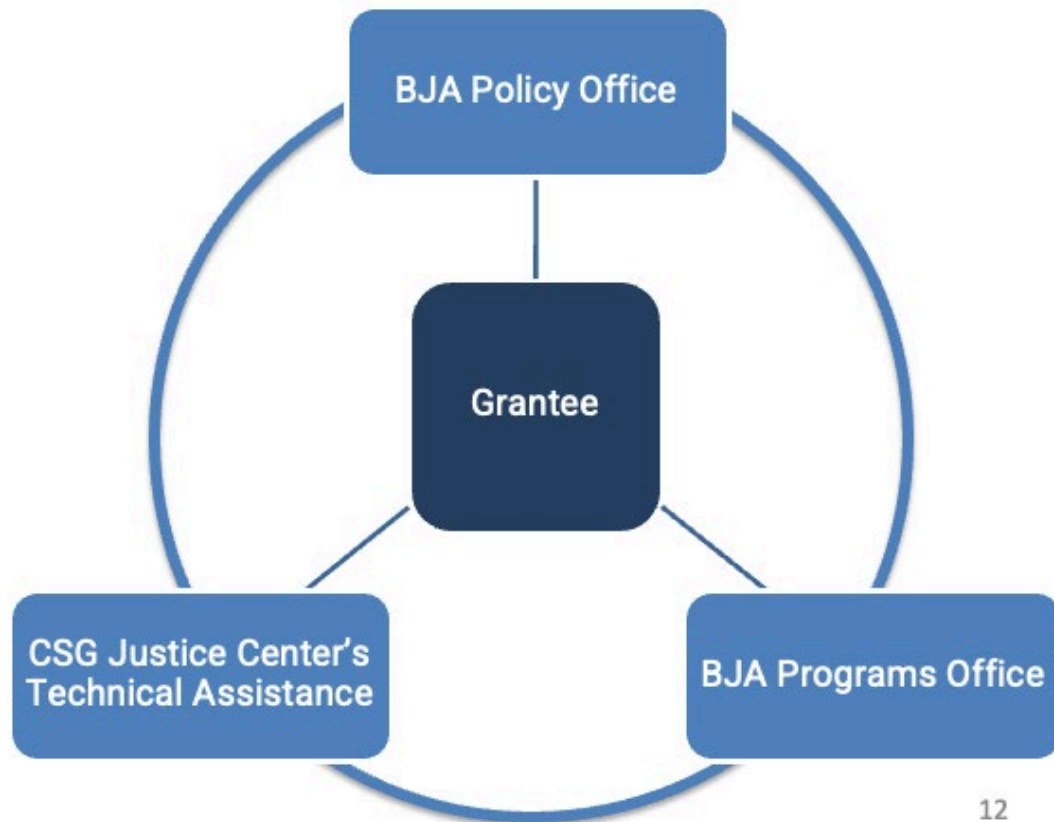 BJA Policy Office
Grantee
CSG Justice Center’s
Technical Assistance
BJA Programs Office
12